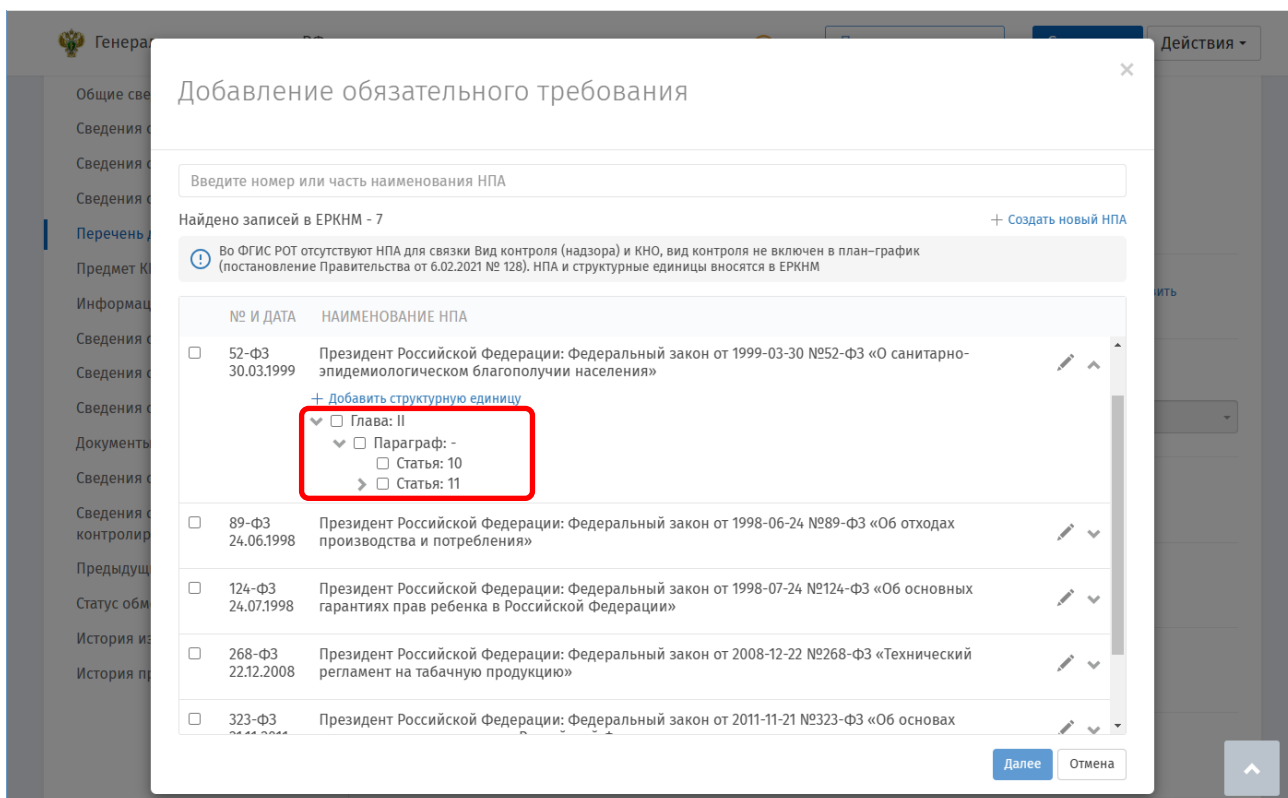 Действия
Добавление обязательного требования
Общие све
Сведения
Сведения
Сведения
Перечень
Предмет
Информац
Сведения
Сведения
Сведения
Документы
Сведения
Сведения
контролир
Предыдущ
Статус обм
История из
История пр
Введите номер или часть наименования НПА
Найдено записей в ЕРКНМ - 7
+ Создать новый НПА
Во ФГИС РОТ отсутствуют НПА для связки Вид контроля (надзора) и КНО, вид контроля не включен в план-график
(постановление Правительства от 6.02.2021 № 128). НПА и структурные единицы вносятся в ЕРКНМ
ить
№ И ДАТА НАИМЕНОВАНИЕ НПА
52-ФЗ Президент Российской Федерации: Федеральный закон от 1999-03-30 №52-ФЗ «О санитарно-
30.03.1999 эпидемиологическом благополучии населения»
+ Добавить структурную единицу
Глава: II
Параграф: -
Статья: 10
Статья: 11
89-ФЗ Президент Российской Федерации: Федеральный закон от 1998-06-24 №89-ФЗ «Об отходах
24.06.1998 производства и потребления»
124-ФЗ Президент Российской Федерации: Федеральный закон от 1998-07-24 №124-ФЗ «Об основных
24.07.1998 гарантиях прав ребенка в Российской Федерации»
268-ФЗ Президент Российской Федерации: Федеральный закон от 2008-12-22 №268-ФЗ «Технический
22.12.2008 регламент на табачную продукцию»
323-ФЗ Президент Российской Федерации: Федеральный закон от 2011-11-21 №323-ФЗ «Об основах
Далее Отмена